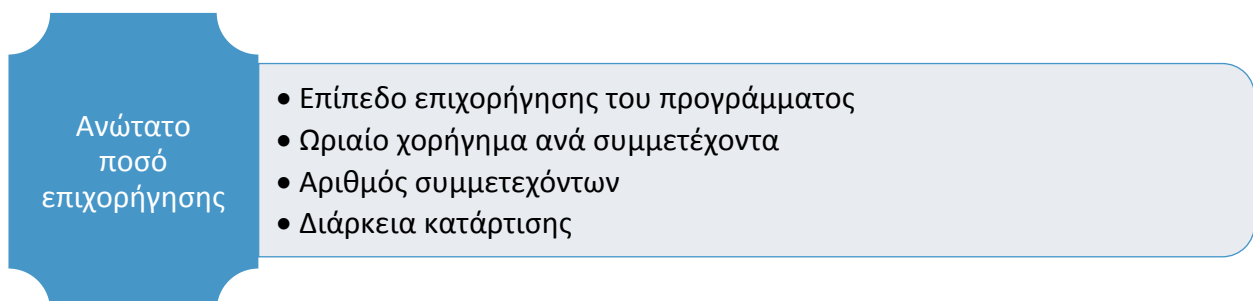 Ανώτατο
ποσό
επιχορήγησης
• Επίπεδο επιχορήγησης του προγράμματος
• Ωριαίο χορήγημα ανά συμμετέχοντα
• Αριθμός συμμετεχόντων
• Διάρκεια κατάρτισης